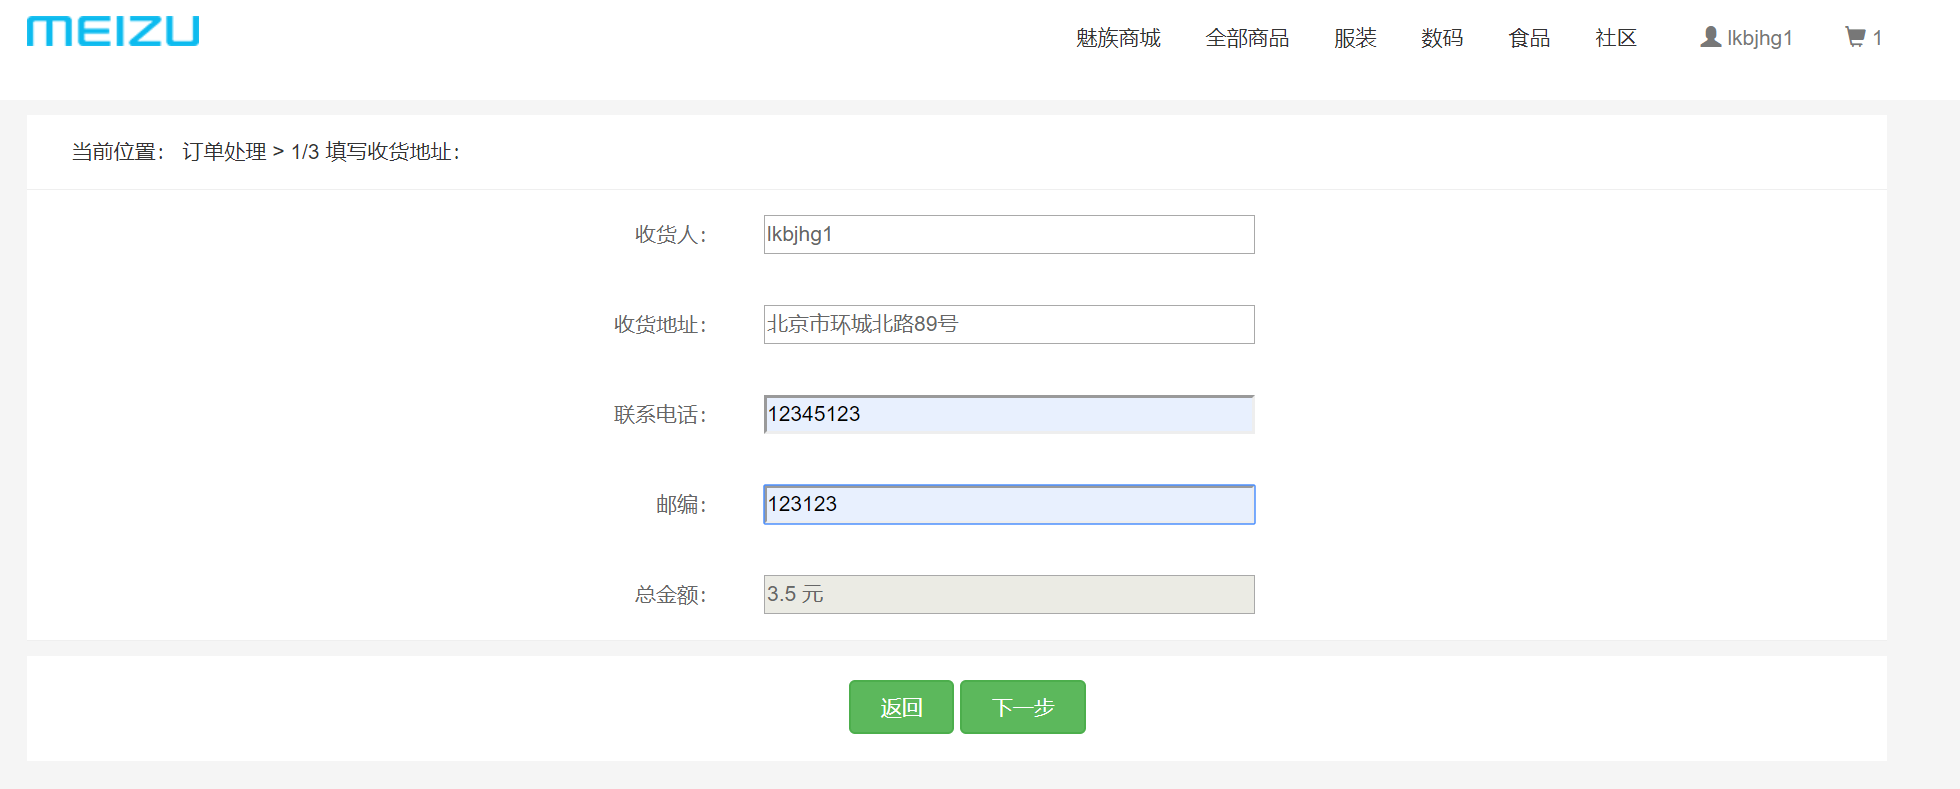 MEIZU 魅族商城 全部商品 服装 数码 食品 社区 lkbjhg1 1
当前位置： 订单处理 > 1/3 填写收货地址:
收货人： lkbjhg1
收货地址： 北京市环城北路89号
联系电话： 12345123
邮编： 123123
总金额： 3.5 元
返回 下一步